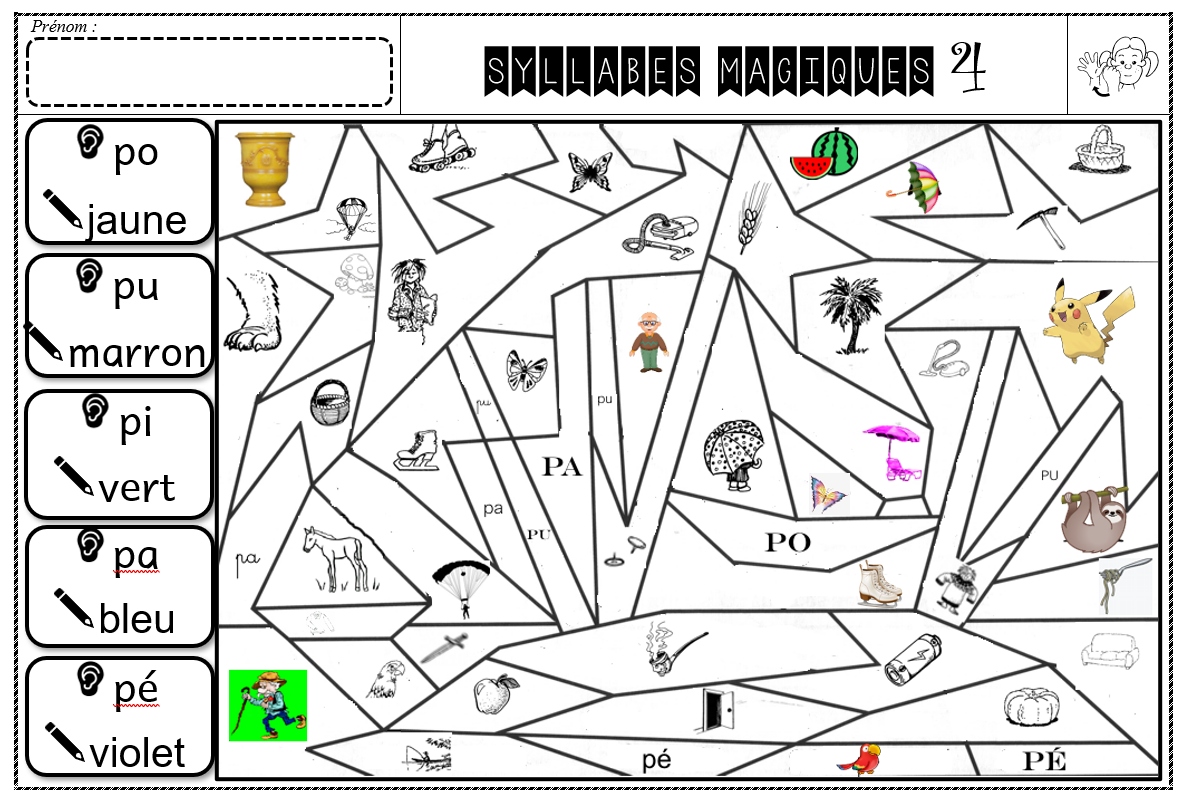 Prénom :
SYLLABES MAGIQUES 4
po
jaune
pu
marron
pi
vert
pa
bleu
pé
violet
pu
pu
PA
PU
pa
PU
pa
PO
pé
PÉ